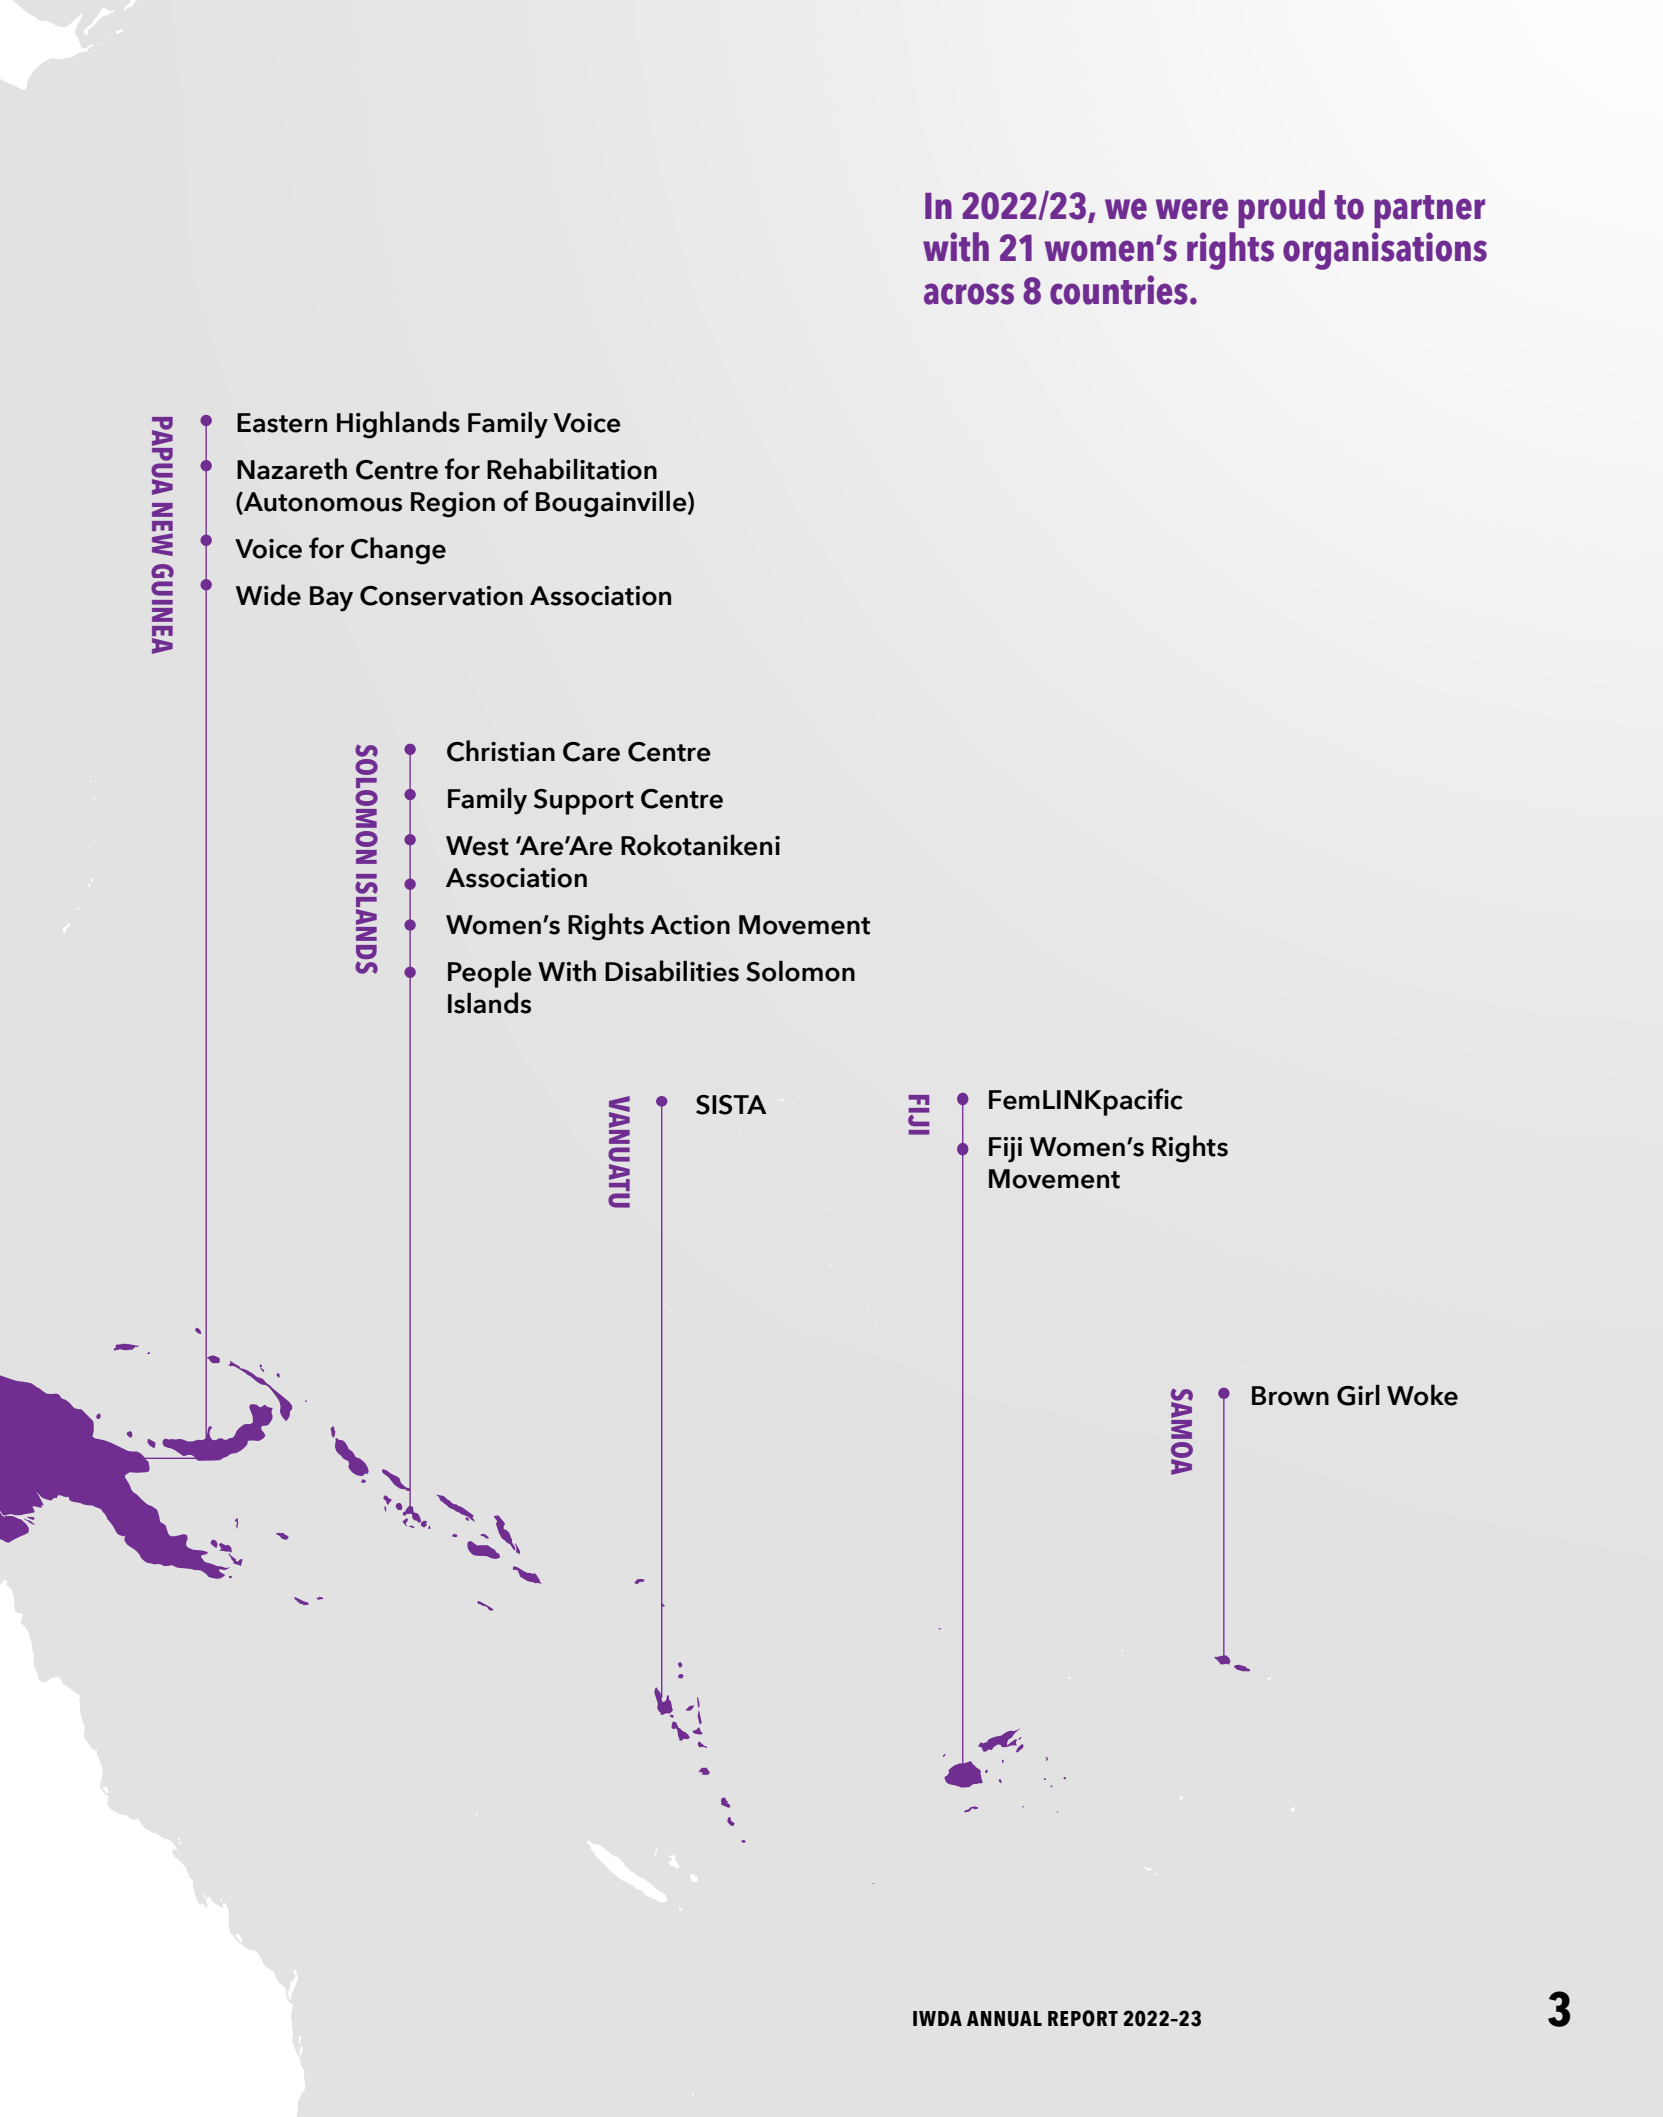 In 2022/23, we were proud to partner
with 21 women’s rights organisations
across 8 countries.
PAPUA NEW GUINEA
Eastern Highlands Family Voice
Nazareth Centre for Rehabilitation
(Autonomous Region of Bougainville)
Voice for Change
Wide Bay Conservation Association
SOLOMON ISLANDS
Christian Care Centre
Family Support Centre
West ‘Are’Are Rokotanikeni
Association
Women’s Rights Action Movement
People With Disabilities Solomon
Islands
VANUATU
SISTA
FIJI
FemLINKpacific
Fiji Women’s Rights
Movement
SAMOA
Brown Girl Woke
IWDA ANNUAL REPORT 2022–23
3